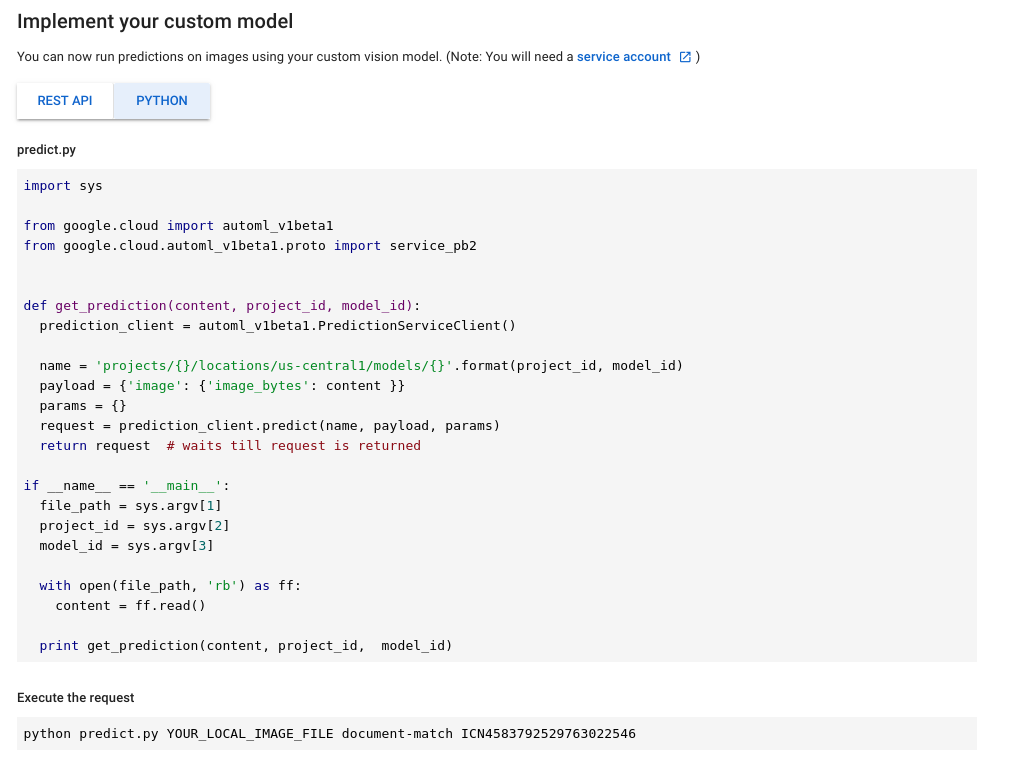 Implement your custom model
You can now run predictions on images using your custom vision model. (Note: You will need a service account )
REST API PYTHON
predict.py
import sys
from google.cloud import automl_v1beta1
from google.cloud.automl_v1beta1.proto import service_pb2
def get_prediction(content, project_id, model_id):
  prediction_client = automl_v1beta1.PredictionServiceClient()
  name = 'projects/{}/locations/us-central1/models/{}'.format(project_id, model_id)
  payload = {'image': {'image_bytes': content }}
  params = {}
  request = prediction_client.predict(name, payload, params)
  return request  # waits till request is returned
if __name__ == '__main__':
  file_path = sys.argv[1]
  project_id = sys.argv[2]
  model_id = sys.argv[3]
  with open(file_path, 'rb') as ff:
    content = ff.read()
  print get_prediction(content, project_id,  model_id)
Execute the request
python predict.py YOUR_LOCAL_IMAGE_FILE document-match ICN4583792529763022546